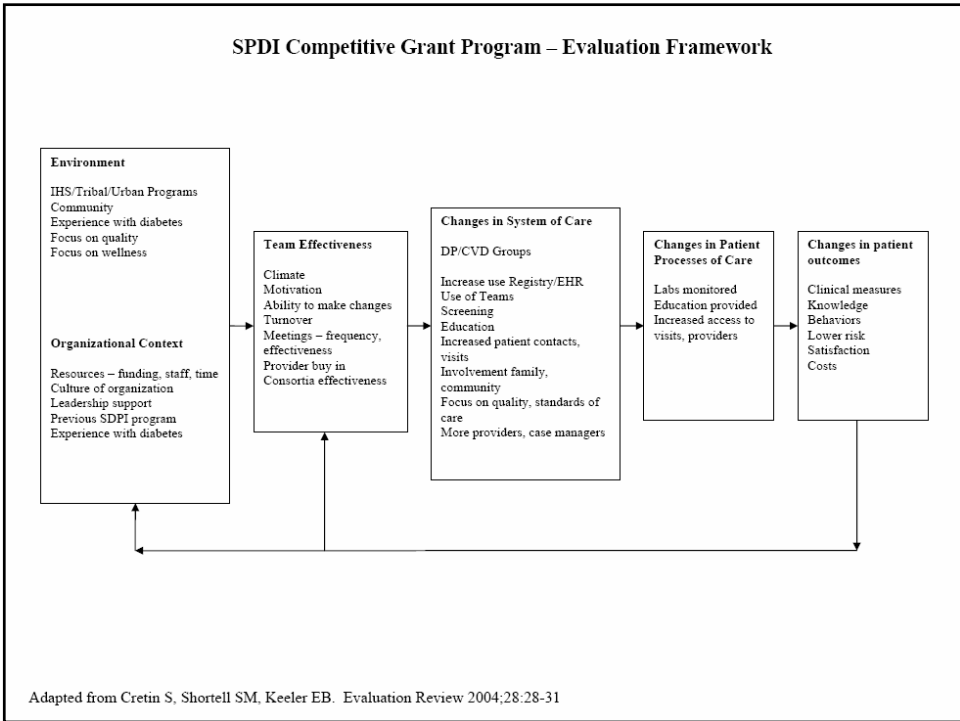 SPDI Competitive Grant Program – Evaluation Framework
Environment
IHS/Tribal/Urban Programs
Community
Experience with diabetes
Focus on quality
Focus on wellness
Organizational Context
Resources – funding, staff, time
Culture of organization
Leadership support
Previous SDPI program
Experience with diabetes
Team Effectiveness
Climate
Motivation
Ability to make changes
Turnover
Meetings – frequency,
effectiveness
Provider buy in
Consortia effectiveness
Changes in System of Care
DP/CVD Groups
Increase use Registry/EHR
Use of Teams
Screening
Education
Increased patient contacts,
visits
Involvement family,
community
Focus on quality, standards of
care
More providers, case managers
Changes in Patient
Processes of Care
Labs monitored
Education provided
Increased access to
visits, providers
Changes in patient
outcomes
Clinical measures
Knowledge
Behaviors
Lower risk
Satisfaction
Costs
Adapted from Cretin S, Shortell SM, Keeler EB.  Evaluation Review 2004;28:28-31